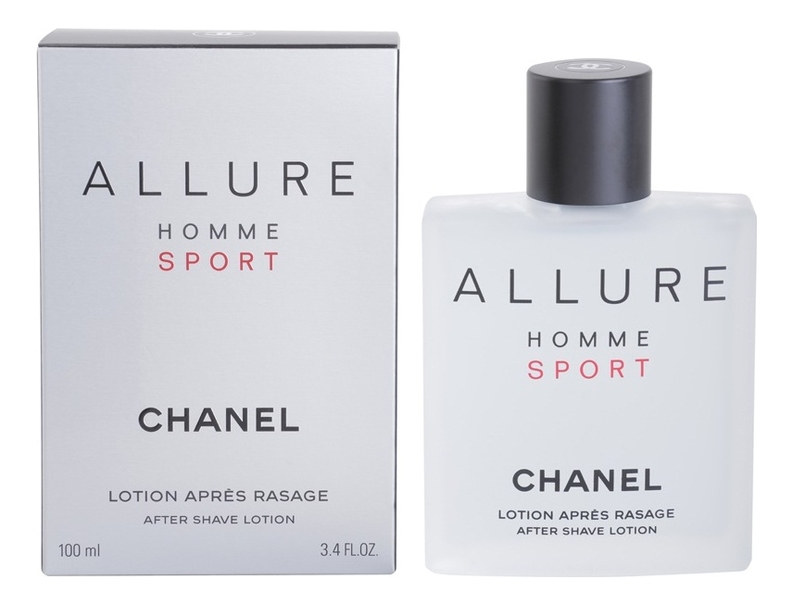 ALLURE
HOMME
SPORT
CHANEL
LOTION APRÈS RASAGE
AFTER SHAVE LOTION
100 ml 3.4 FL.OZ.
ALLURE
HOMME
SPORT
CHANEL
LOTION APRÈS RASAGE
AFTER SHAVE LOTION